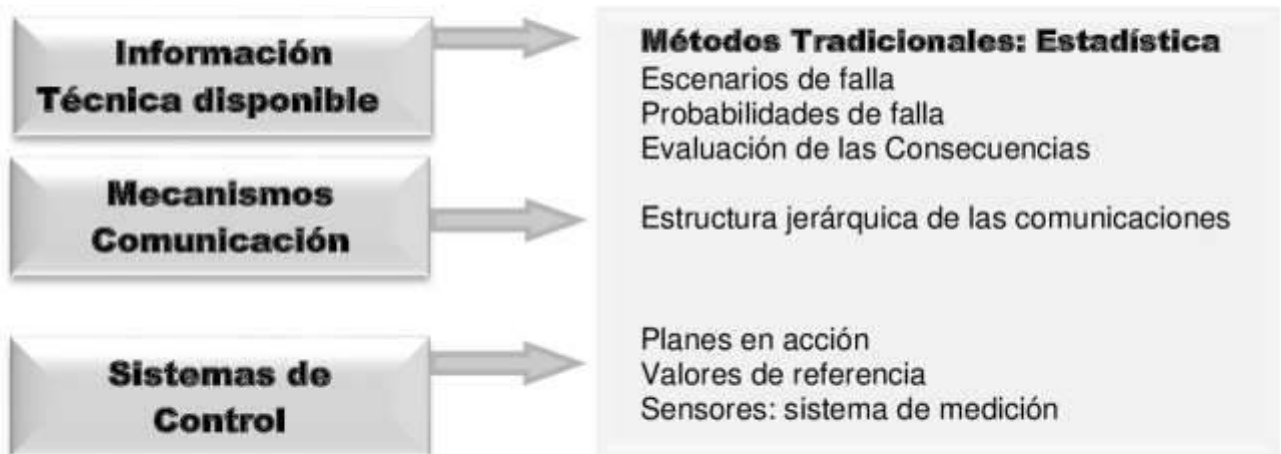 Información
Técnica disponible
Métodos Tradicionales: Estadística
Escenarios de falla
Probabilidades de falla
Evaluación de las Consecuencias
Mecanismos
Comunicación
Estructura jerárquica de las comunicaciones
Sistemas de
Control
Planes en acción
Valores de referencia
Sensores: sistema de medición